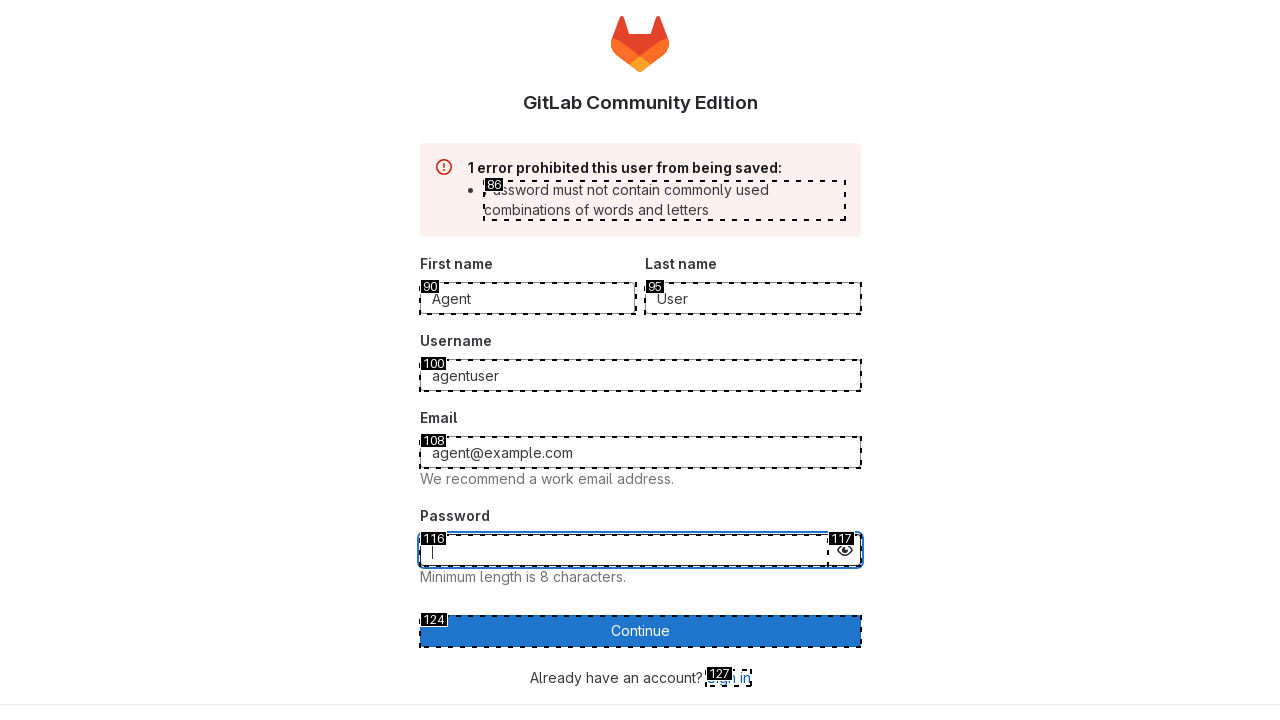 GitLab Community Edition
1 error prohibited this user from being saved:
86
Password must not contain commonly used
combinations of words and letters
First name
Last name
90
Agent
95
User
Username
100
agentuser
Email
108
agent@example.com
We recommend a work email address.
Password
116
117
Minimum length is 8 characters.
124
Continue
Already have an account? Sign in
127